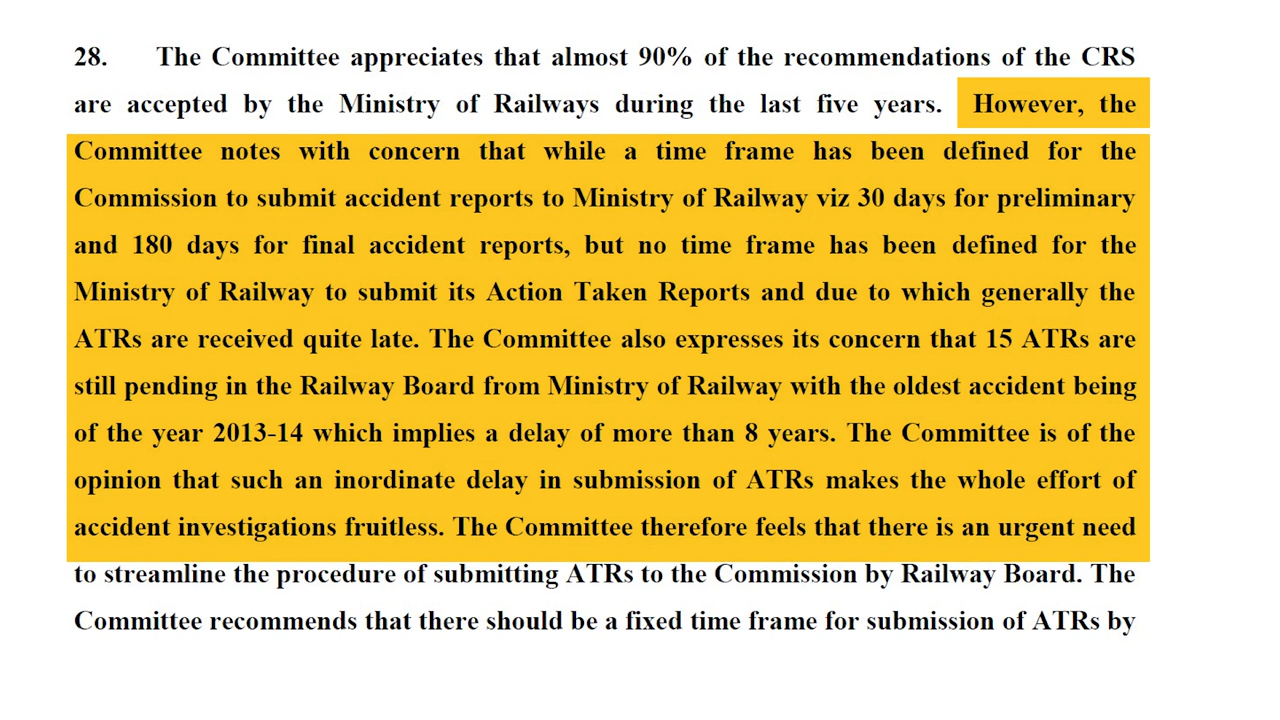 28. The Committee appreciates that almost 90% of the recommendations of the CRS
are accepted by the Ministry of Railways during the last five years. However, the
Committee notes with concern that while a time frame has been defined for the
Commission to submit accident reports to Ministry of Railway viz 30 days for preliminary
and 180 days for final accident reports, but no time frame has been defined for the
Ministry of Railway to submit its Action Taken Reports and due to which generally the
ATRs are received quite late. The Committee also expresses its concern that 15 ATRs are
still pending in the Railway Board from Ministry of Railway with the oldest accident being
of the year 2013-14 which implies a delay of more than 8 years. The Committee is of the
opinion that such an inordinate delay in submission of ATRs makes the whole effort of
accident investigations fruitless. The Committee therefore feels that there is an urgent need
to streamline the procedure of submitting ATRs to the Commission by Railway Board. The
Committee recommends that there should be a fixed time frame for submission of ATRs by